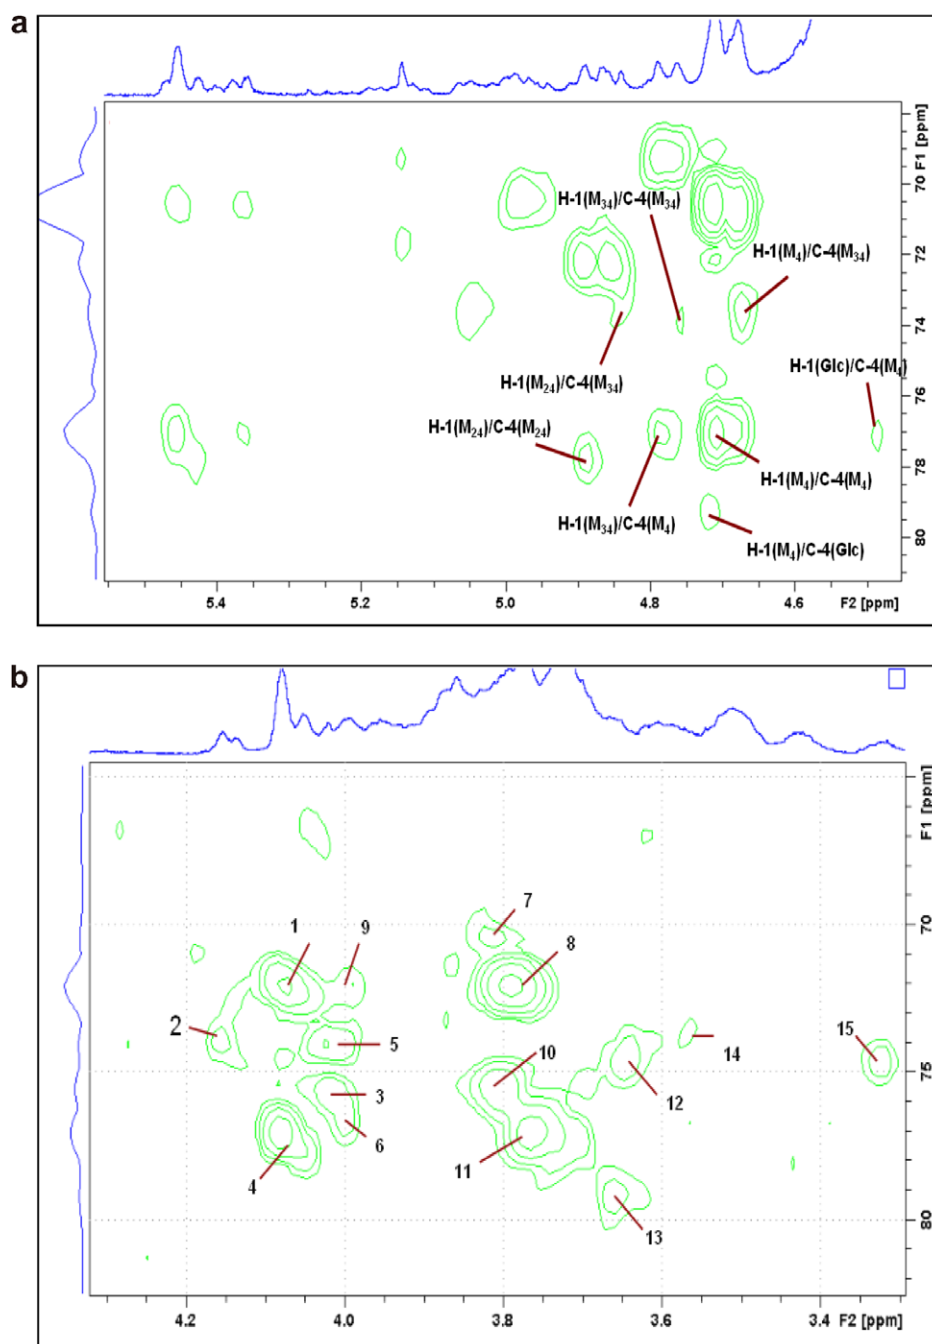 a
70
72
74
76
78
80
F1 [ppm]
H-1(M34)/C-4(M34)
H-1(M4)/C-4(M34)
H-1(Glc)/C-4(M4)
H-1(M24)/C-4(M34)
H-1(M24)/C-4(M24)
H-1(M4)/C-4(M4)
H-1(M34)/C-4(M4)
H-1(M4)/C-4(Glc)
5.4 5.2 5.0 4.8 4.6 F2 [ppm]
b
F1 [ppm]
70
75
80
7
1 9
8
2
5 10 14 15
3 12
6
11
4
13
4.2 4.0 3.8 3.6 3.4 F2 [ppm]